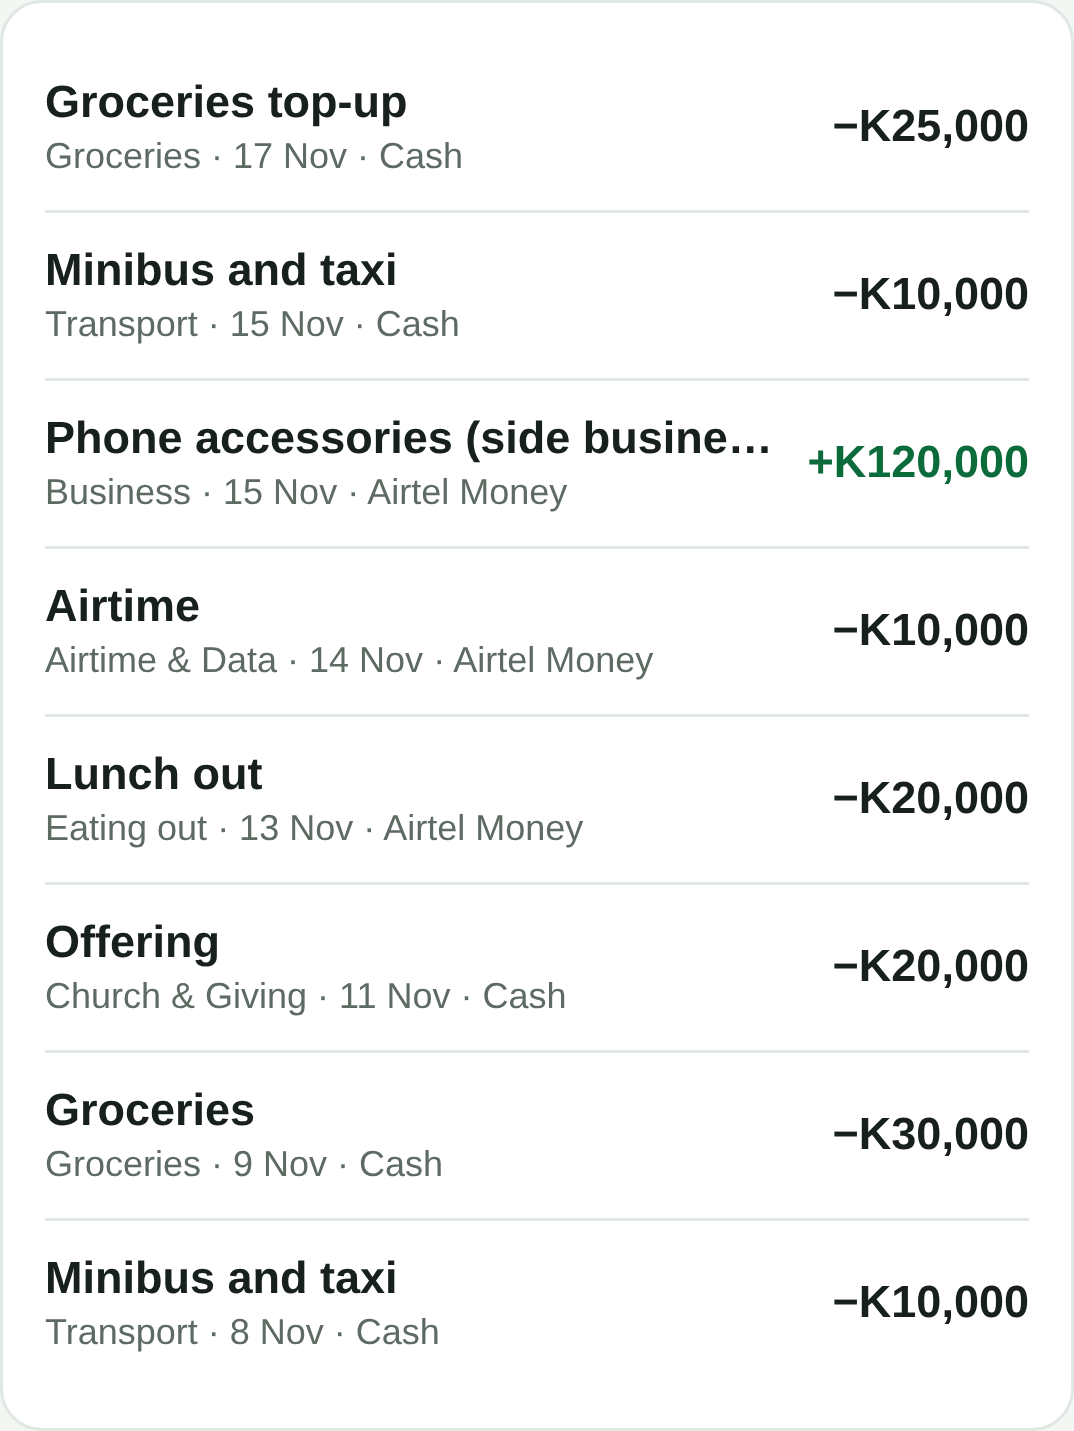 Groceries top-up
−K25,000
Groceries · 17 Nov · Cash
Minibus and taxi
−K10,000
Transport · 15 Nov · Cash
Phone accessories (side busine…
+K120,000
Business · 15 Nov · Airtel Money
Airtime
−K10,000
Airtime & Data · 14 Nov · Airtel Money
Lunch out
−K20,000
Eating out · 13 Nov · Airtel Money
Offering
−K20,000
Church & Giving · 11 Nov · Cash
Groceries
−K30,000
Groceries · 9 Nov · Cash
Minibus and taxi
−K10,000
Transport · 8 Nov · Cash